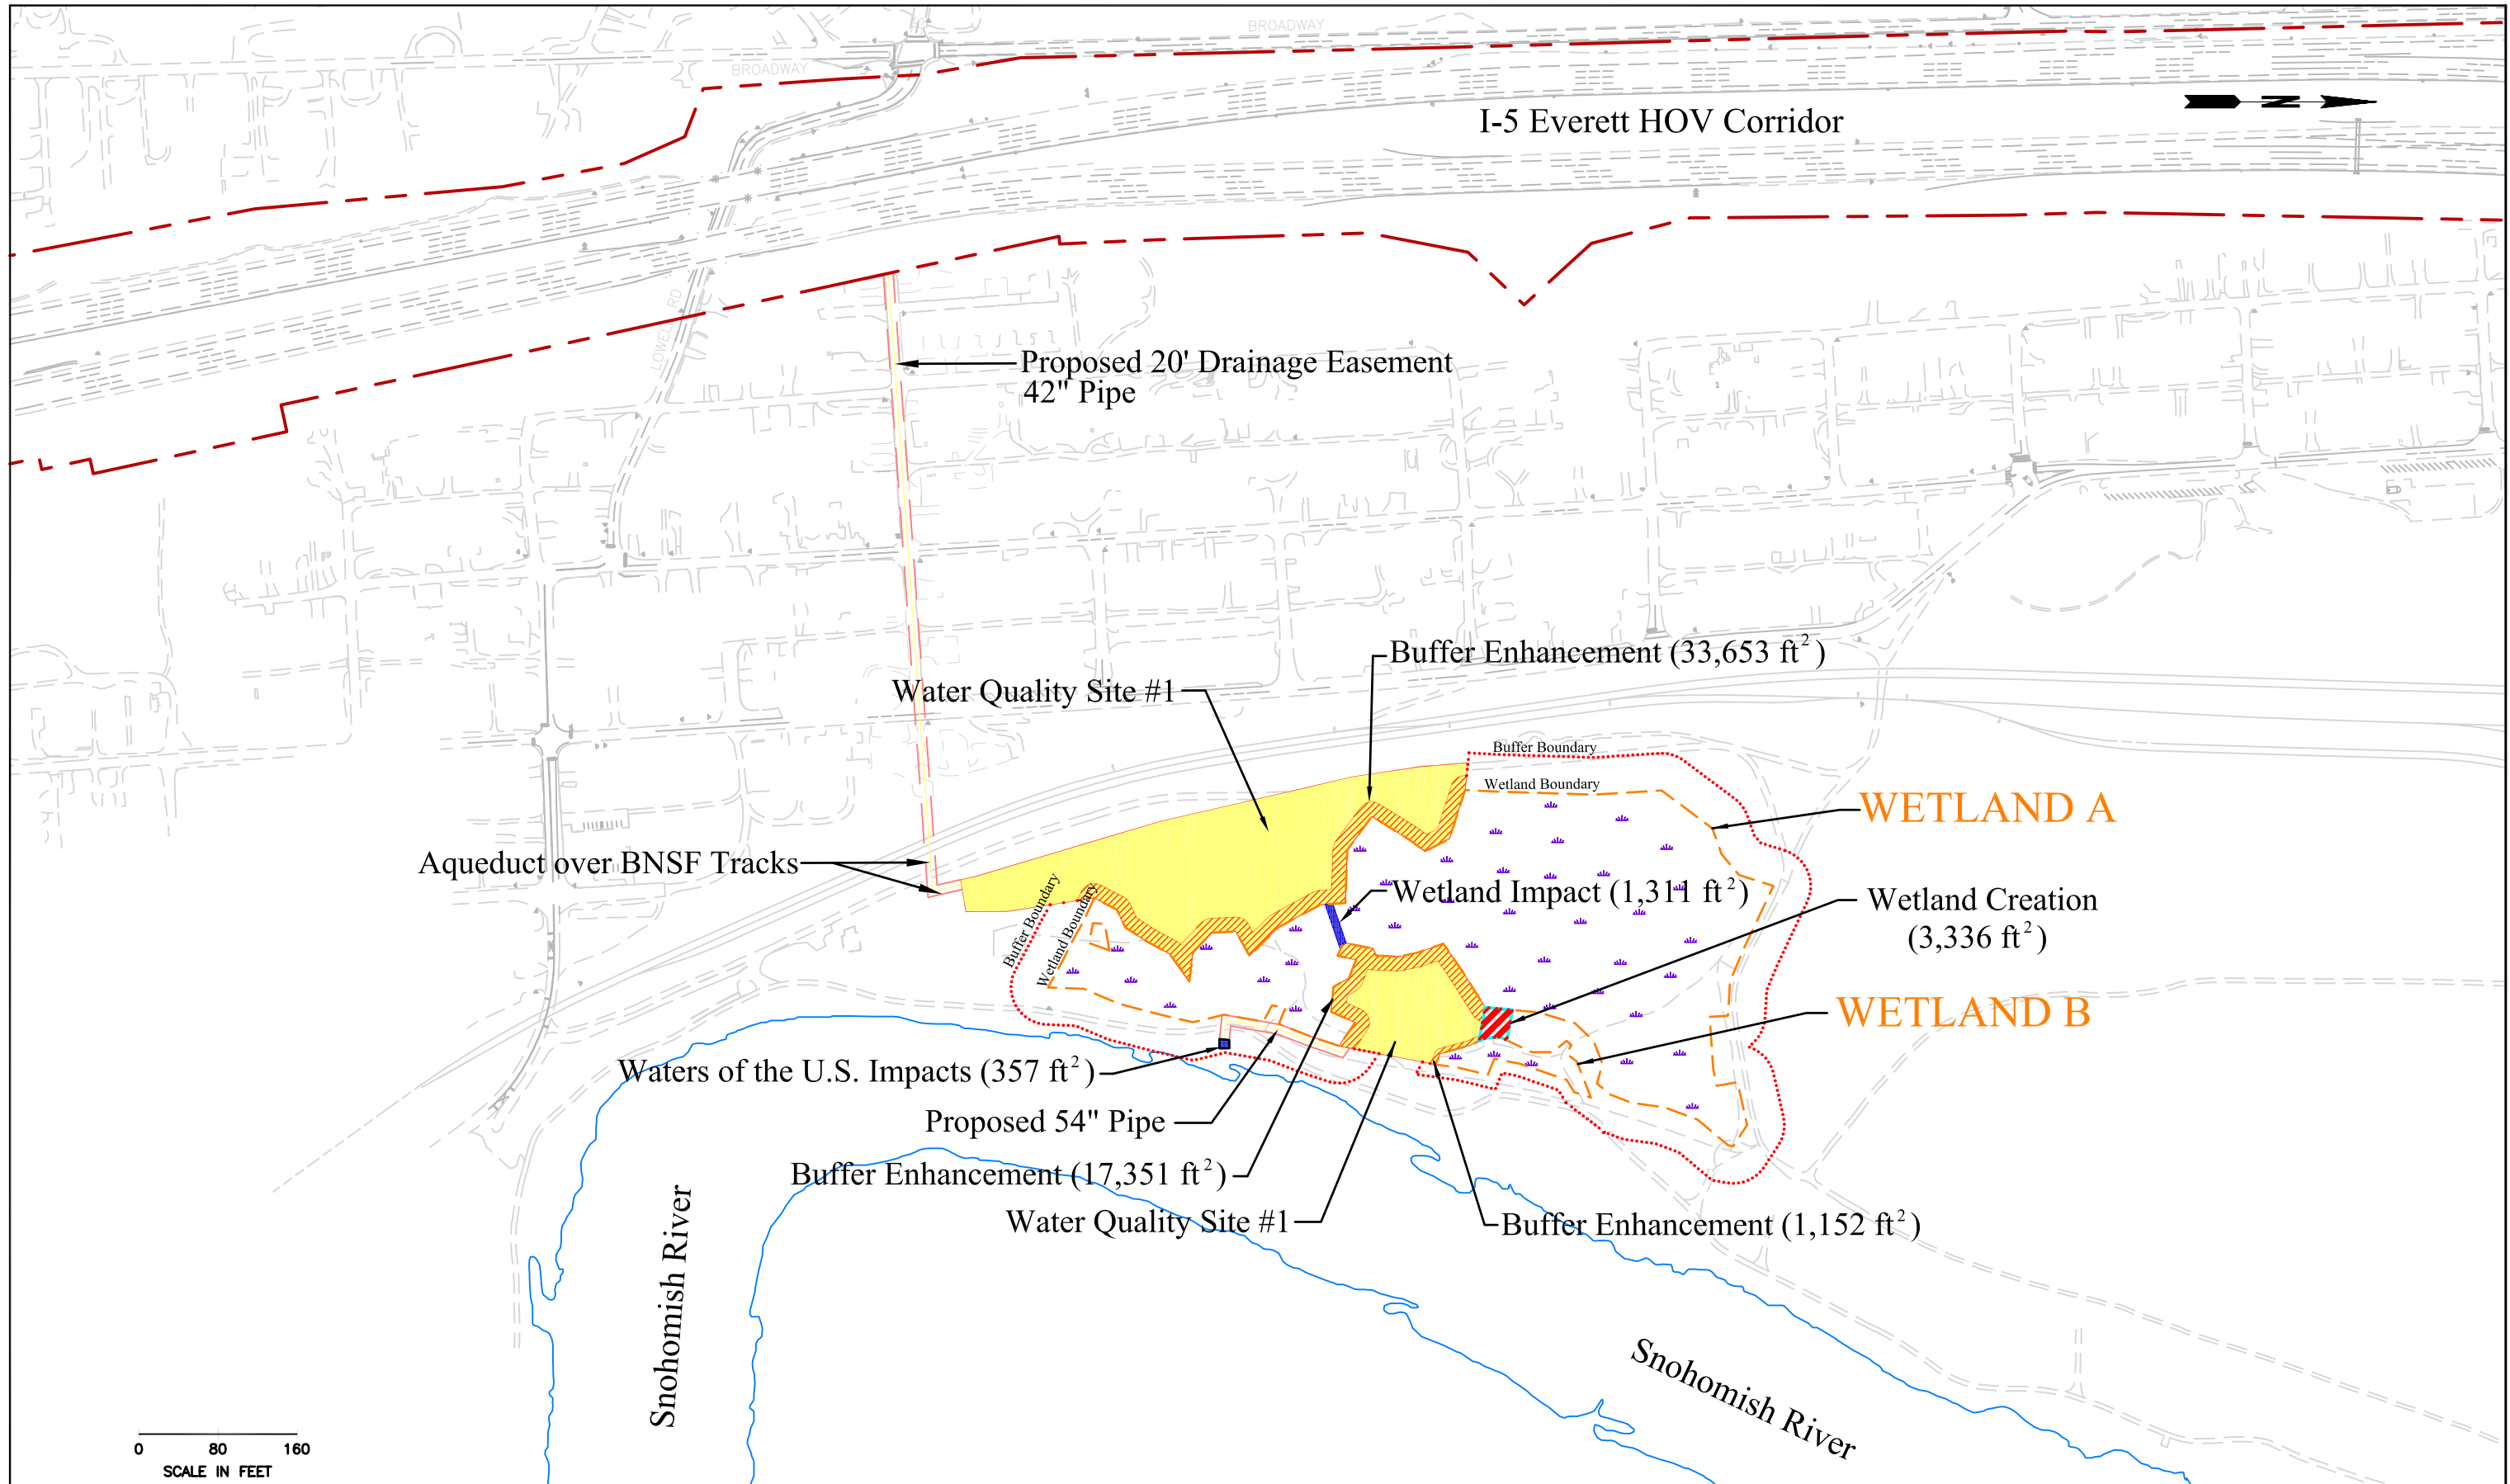 BROADWAY
BROADWAY
I-5 Everett HOV Corridor
N
LOWELL RD
Proposed 20' Drainage Easement
42" Pipe
Buffer Enhancement (33,653 ft²)
Water Quality Site #1
Buffer Boundary
Wetland Boundary
WETLAND A
Aqueduct over BNSF Tracks
Buffer Boundary
Wetland Boundary
Wetland Impact (1,311 ft²)
Wetland Creation
(3,336 ft²)
WETLAND B
Waters of the U.S. Impacts (357 ft²)
Proposed 54" Pipe
Buffer Enhancement (17,351 ft²)
Water Quality Site #1
Buffer Enhancement (1,152 ft²)
Snohomish River
Snohomish River
0 80 160
SCALE IN FEET